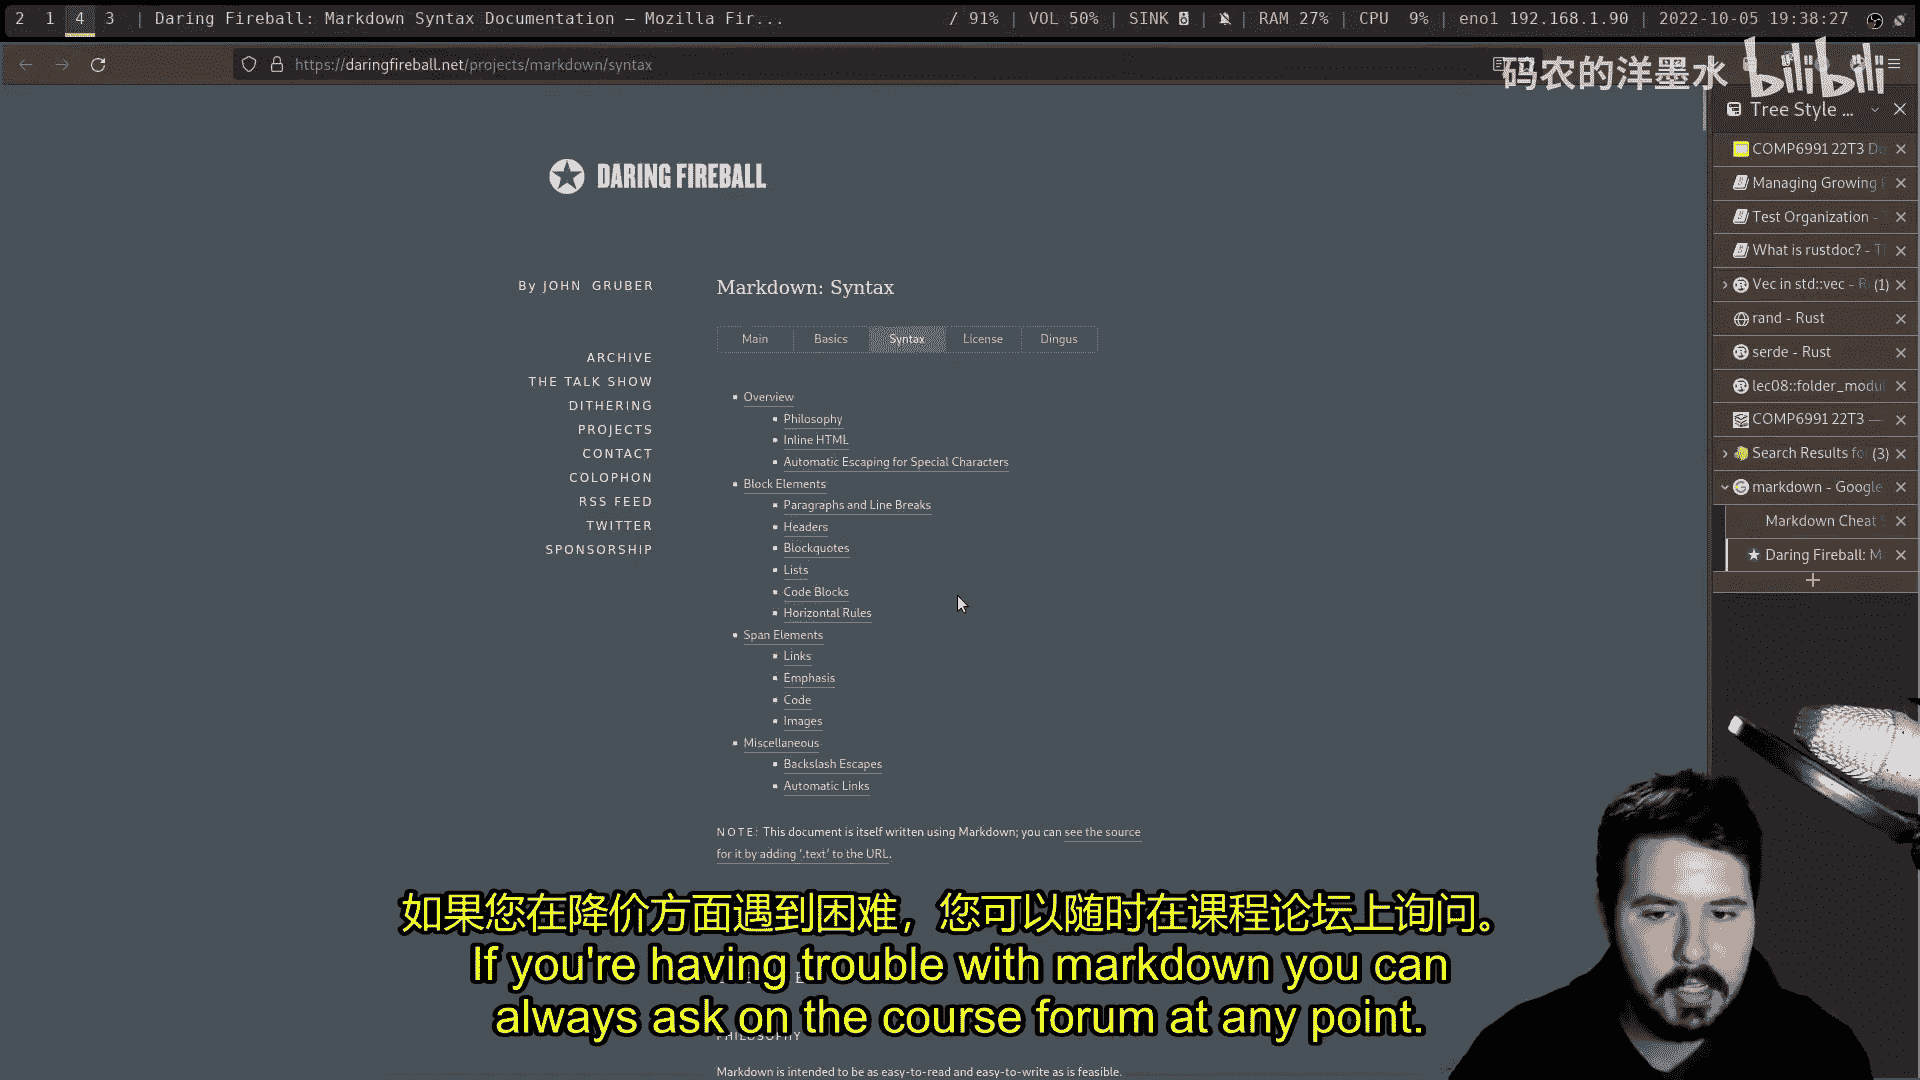 2 1 4 3 | Daring Fireball: Markdown Syntax Documentation — Mozilla Fir...
/ 91% | VOL 50% | SINK | | RAM 27% | CPU 9% | eno1 192.168.1.90 | 2022-10-05 19:38:27
https://daringfireball.net/projects/markdown/syntax
码农的洋墨水 bilibili
Tree Style ...
COMP6991 22T3 Do
Managing Growing
Test Organization -
What is rustdoc? - T
Vec in std::vec - R (1)
rand - Rust
serde - Rust
lec08::folder_modu
COMP6991 22T3 —
Search Results fo (3)
markdown - Google
Markdown Cheat S
Daring Fireball: M
DARING FIREBALL
By JOHN GRUBER
ARCHIVE
THE TALK SHOW
DITHERING
PROJECTS
CONTACT
COLOPHON
RSS FEED
TWITTER
SPONSORSHIP
Markdown: Syntax
Main Basics Syntax License Dingus
Overview
Philosophy
Inline HTML
Automatic Escaping for Special Characters
Block Elements
Paragraphs and Line Breaks
Headers
Blockquotes
Lists
Code Blocks
Horizontal Rules
Span Elements
Links
Emphasis
Code
Images
Miscellaneous
Backslash Escapes
Automatic Links
NOTE: This document is itself written using Markdown; you can see the source
for it by adding '.text' to the URL.
如果您在降价方面遇到困难，您可以随时在课程论坛上询问。
If you're having trouble with markdown you can
always ask on the course forum at any point.
PHILOSOPHY
Markdown is intended to be as easy-to-read and easy-to-write as is feasible.